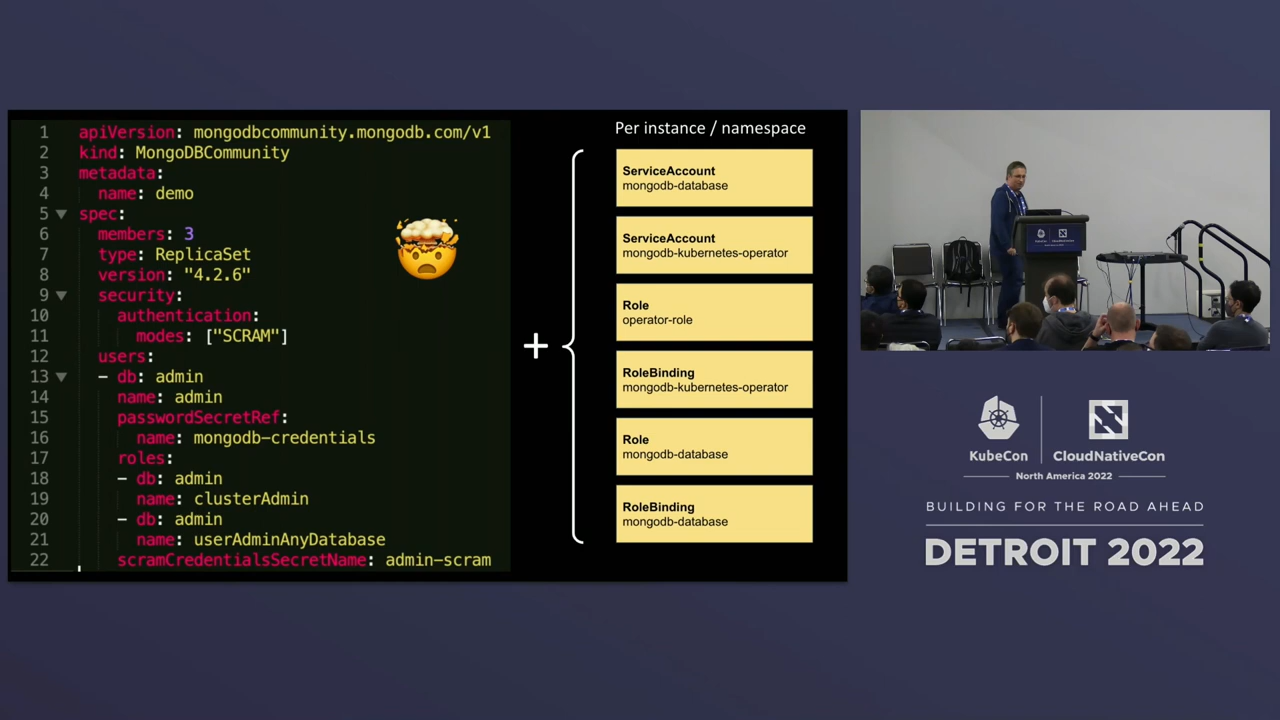 1 apiVersion: mongodbcommunity.mongodb.com/v1
2 kind: MongoDBCommunity
3 metadata:
4 name: demo
5 spec:
6 members: 3
7 type: ReplicaSet
8 version: "4.2.6"
9 security:
10 authentication:
11 modes: ["SCRAM"]
12 users:
13 - db: admin
14 name: admin
15 passwordSecretRef:
16 name: mongodb-credentials
17 roles:
18 - db: admin
19 name: clusterAdmin
20 - db: admin
21 name: userAdminAnyDatabase
22 scramCredentialsSecretName: admin-scram
+
Per instance / namespace
ServiceAccount
mongodb-database
ServiceAccount
mongodb-kubernetes-operator
Role
operator-role
RoleBinding
mongodb-kubernetes-operator
Role
mongodb-database
RoleBinding
mongodb-database
KubeCon
CloudNativeCon
North America 2022
BUILDING FOR THE ROAD AHEAD
DETROIT 2022